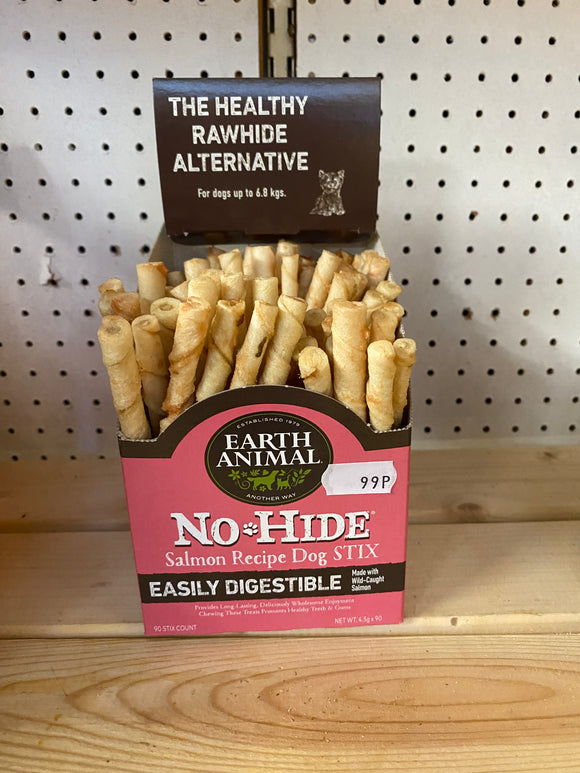 THE HEALTHY
RAWHIDE
ALTERNATIVE
For dogs up to 6.8 kgs.
ESTABLISHED 1979
EARTH
ANIMAL
ANOTHER WAY
99P
NO-HIDE®
Salmon Recipe Dog STIX
EASILY DIGESTIBLE
Made with
Wild-Caught
Salmon
Provides Long-Lasting, Deliciously Wholesome Enjoyment
Chewing These Treats Promotes Healthy Teeth & Gums
90 STIX COUNT
NET WT. 4.5g x 90